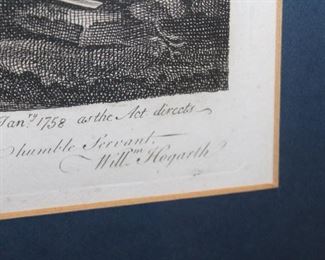 Jan.ry 1758 as the Act directs
humble Servant.
Will.m Hogarth